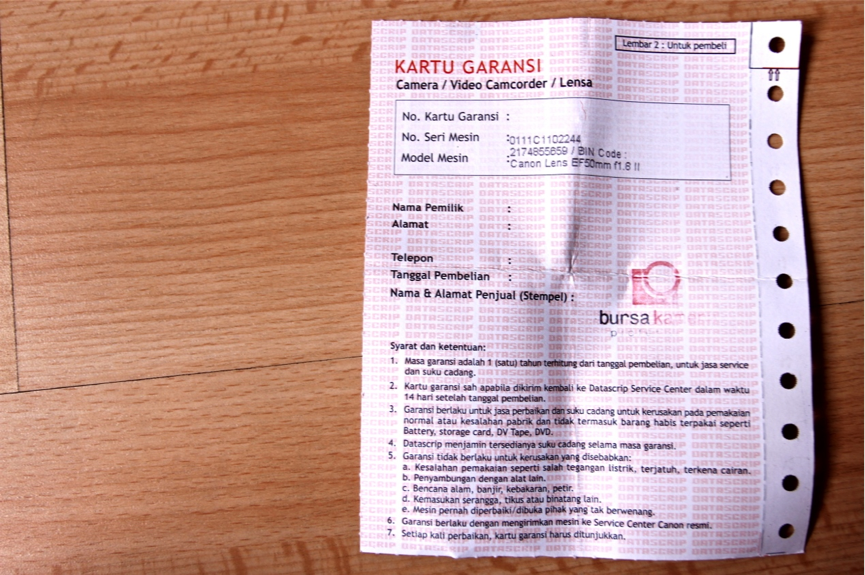 Lembar 2 : Untuk pembeli
KARTU GARANSI
Camera / Video Camcorder / Lensa
No. Kartu Garansi :
No. Seri Mesin :0111C1102244
2174855659 / BIN Code :
Model Mesin :Canon Lens EF50mm f1.8 II
Nama Pemilik :
Alamat :
Telepon :
Tanggal Pembelian :
Nama & Alamat Penjual (Stempel) :
bursa
Syarat dan ketentuan:
1. Masa garansi adalah 1 (satu) tahun terhitung dari tanggal pembelian, untuk jasa service
dan suku cadang.
2. Kartu garansi sah apabila dikirim kembali ke Datascrip Service Center dalam waktu
14 hari setelah tanggal pembelian.
3. Garansi berlaku untuk jasa perbaikan dan suku cadang untuk kerusakan pada pemakaian
normal atau kesalahan pabrik dan tidak termasuk barang habis terpakai seperti
Battery, storage card, DV Tape, DVD.
4. Datascrip menjamin tersedianya suku cadang selama masa garansi.
5. Garansi tidak berlaku untuk kerusakan yang disebabkan:
a. Kesalahan pemakaian seperti salah tegangan listrik, terjatuh, terkena cairan.
b. Penyambungan dengan alat lain.
c. Bencana alam, banjir, kebakaran, petir.
d. Kemasukan serangga, tikus atau binatang lain.
e. Mesin pernah diperbaiki/dibuka pihak yang tak berwenang.
6. Garansi berlaku dengan mengirimkan mesin ke Service Center Canon resmi.
7. Setiap kali perbaikan, kartu garansi harus ditunjukkan.